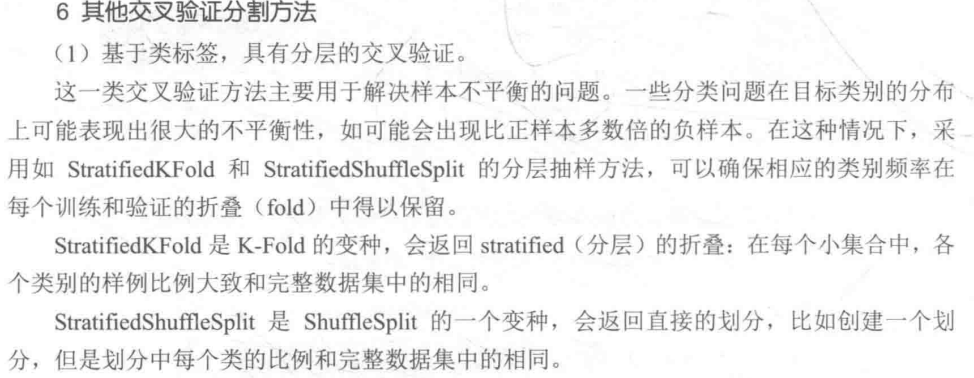 6 其他交叉验证分割方法
（1）基于类标签，具有分层的交叉验证。
这一类交叉验证方法主要用于解决样本不平衡的问题。一些分类问题在目标类别的分布
上可能表现出很大的不平衡性，如可能会出现比正样本多数倍的负样本。在这种情况下，采
用如 StratifiedKFold 和 StratifiedShuffleSplit 的分层抽样方法，可以确保相应的类别频率在
每个训练和验证的折叠（fold）中得以保留。
StratifiedKFold 是 K-Fold 的变种，会返回 stratified（分层）的折叠：在每个小集合中，各
个类别的样例比例大致和完整数据集中的相同。
StratifiedShuffleSplit 是 ShuffleSplit 的一个变种，会返回直接的划分，比如创建一个划
分，但是划分中每个类的比例和完整数据集中的相同。